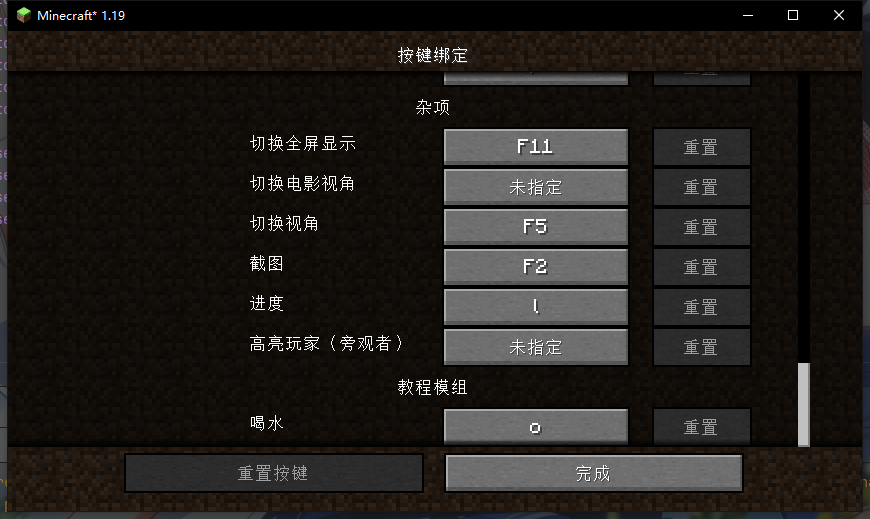 Minecraft* 1.19
按键绑定
重置
杂项
切换全屏显示 F11 重置
切换电影视角 未指定 重置
切换视角 F5 重置
截图 F2 重置
进度 l 重置
高亮玩家（旁观者） 未指定 重置
教程模组
喝水 o 重置
重置按键 完成